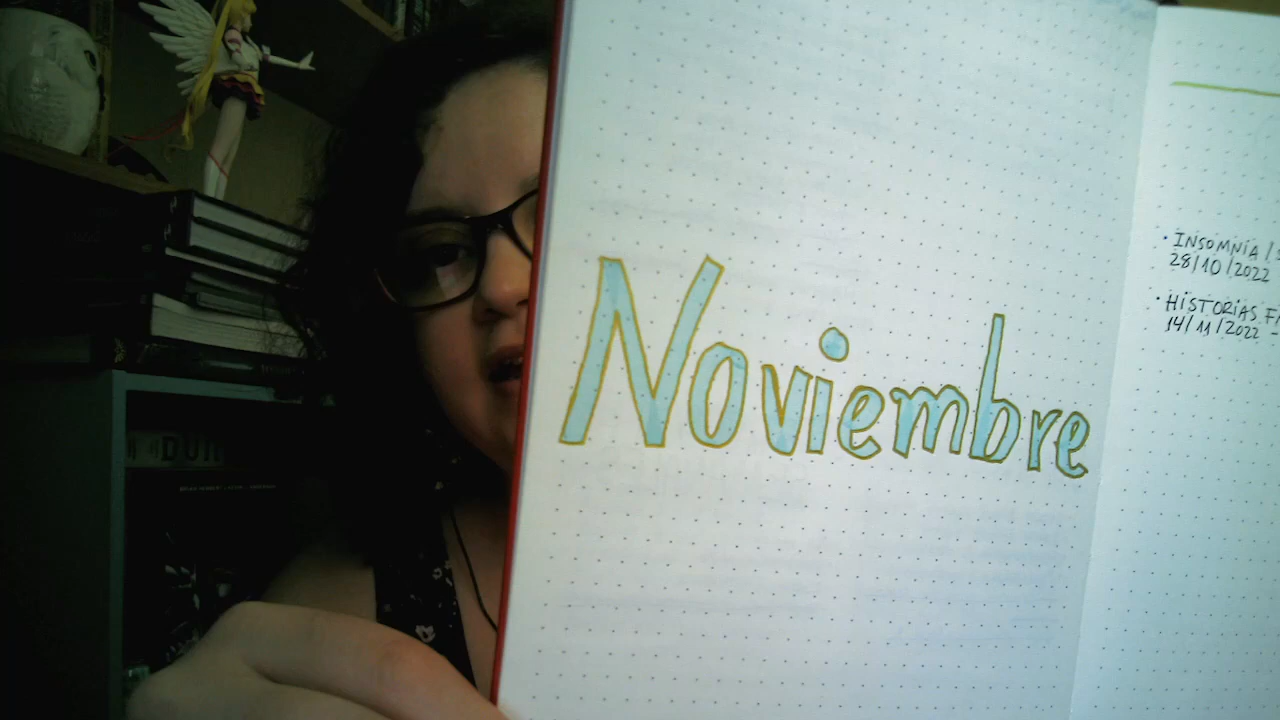 Noviembre
• INSOMNIA /
28/10/2022
• HISTORIAS
14/11/2022 -